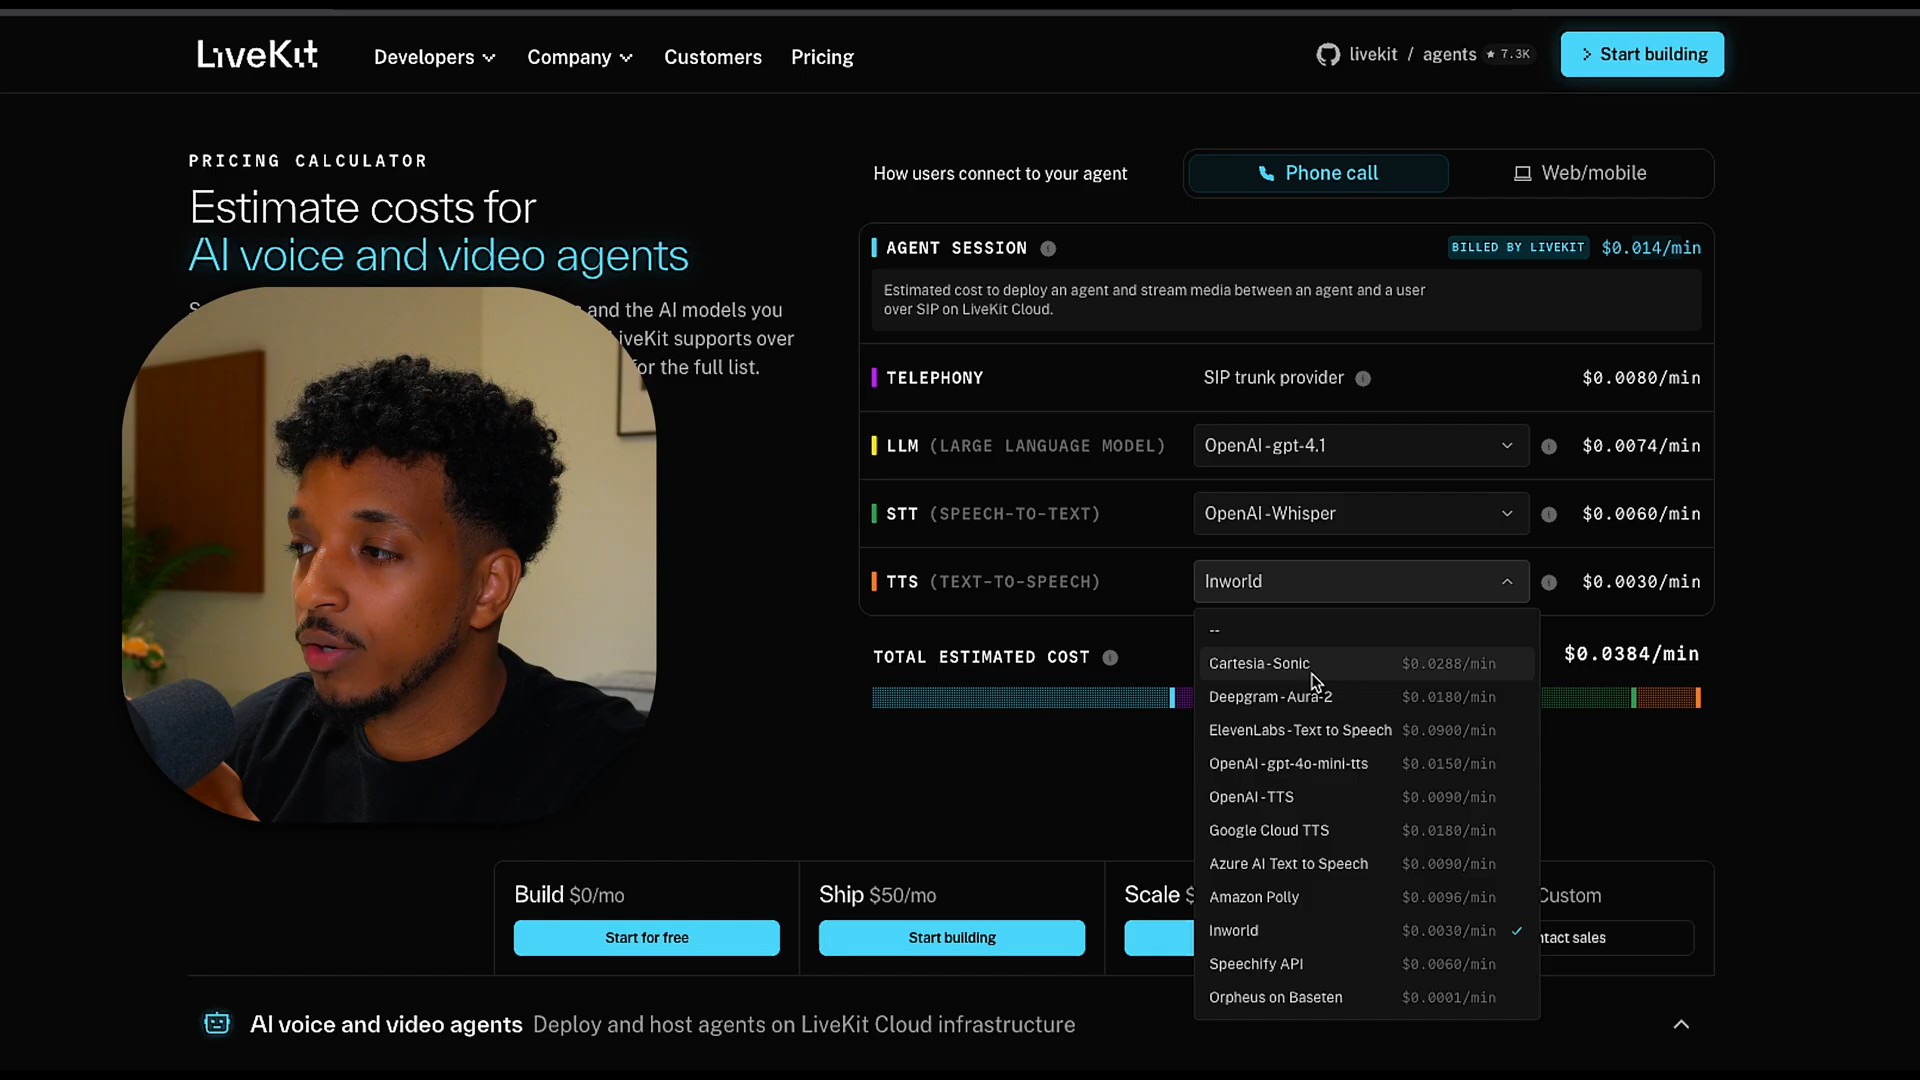 LiveKit
Developers
Company
Customers
Pricing
livekit / agents ★ 7.3K
Start building
PRICING CALCULATOR
Estimate costs for
AI voice and video agents
and the AI models you
LiveKit supports over
for the full list.
How users connect to your agent
Phone call
Web/mobile
AGENT SESSION
BILLED BY LIVEKIT $0.014/min
Estimated cost to deploy an agent and stream media between an agent and a user
over SIP on LiveKit Cloud.
TELEPHONY SIP trunk provider $0.0080/min
LLM (LARGE LANGUAGE MODEL) OpenAI - gpt-4.1 $0.0074/min
STT (SPEECH-TO-TEXT) OpenAI - Whisper $0.0060/min
TTS (TEXT-TO-SPEECH) Inworld $0.0030/min
TOTAL ESTIMATED COST $0.0384/min
--
Cartesia - Sonic $0.0288/min
Deepgram - Aura-2 $0.0180/min
ElevenLabs - Text to Speech $0.0900/min
OpenAI - gpt-4o-mini-tts $0.0150/min
OpenAI - TTS $0.0090/min
Google Cloud TTS $0.0180/min
Azure AI Text to Speech $0.0090/min
Amazon Polly $0.0096/min
Inworld $0.0030/min
Speechify API $0.0060/min
Orpheus on Baseten $0.0001/min
Build $0/mo
Start for free
Ship $50/mo
Start building
Scale $
Custom
ntact sales
AI voice and video agents Deploy and host agents on LiveKit Cloud infrastructure